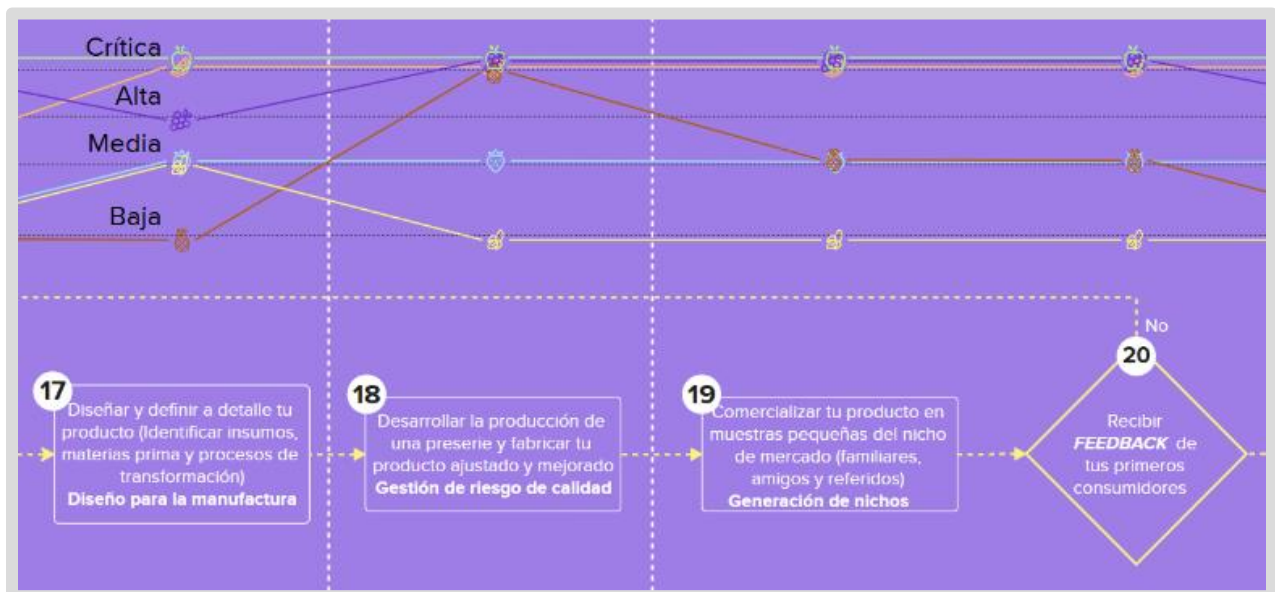 Crítica
Alta
Media
Baja
No
17
Diseñar y definir a detalle tu
producto (Identificar insumos,
materias prima y procesos de
transformación)
Diseño para la manufactura
18
Desarrollar la producción de
una preserie y fabricar tu
producto ajustado y mejorado
Gestión de riesgo de calidad
19
Comercializar tu producto en
muestras pequeñas del nicho
de mercado (familiares,
amigos y referidos)
Generación de nichos
20
Recibir
FEEDBACK de
tus primeros
consumidores